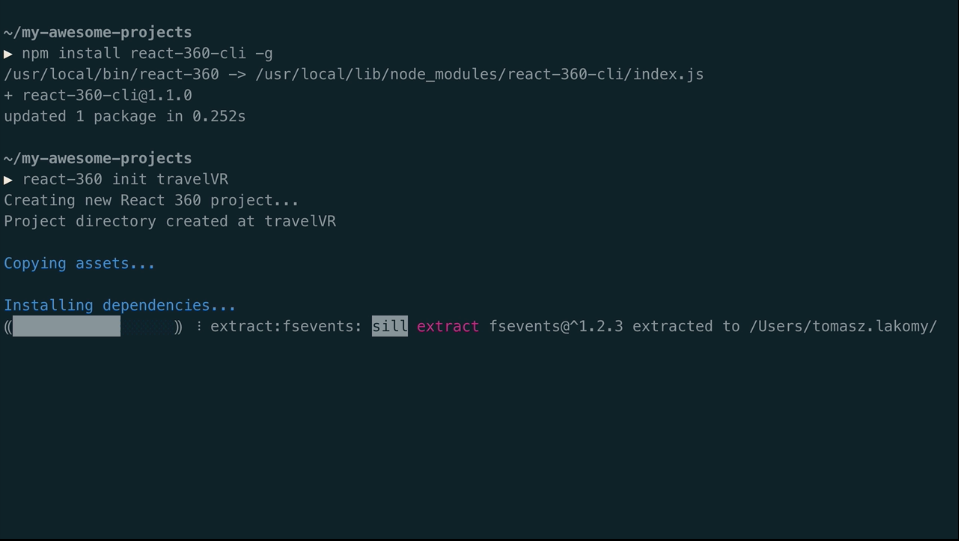 ~/my-awesome-projects
▶ npm install react-360-cli -g
/usr/local/bin/react-360 -> /usr/local/lib/node_modules/react-360-cli/index.js
+ react-360-cli@1.1.0
updated 1 package in 0.252s
~/my-awesome-projects
▶ react-360 init travelVR
Creating new React 360 project...
Project directory created at travelVR
Copying assets...
Installing dependencies...
((          )) ⸽ extract:fsevents: sill extract fsevents@^1.2.3 extracted to /Users/tomasz.lakomy/